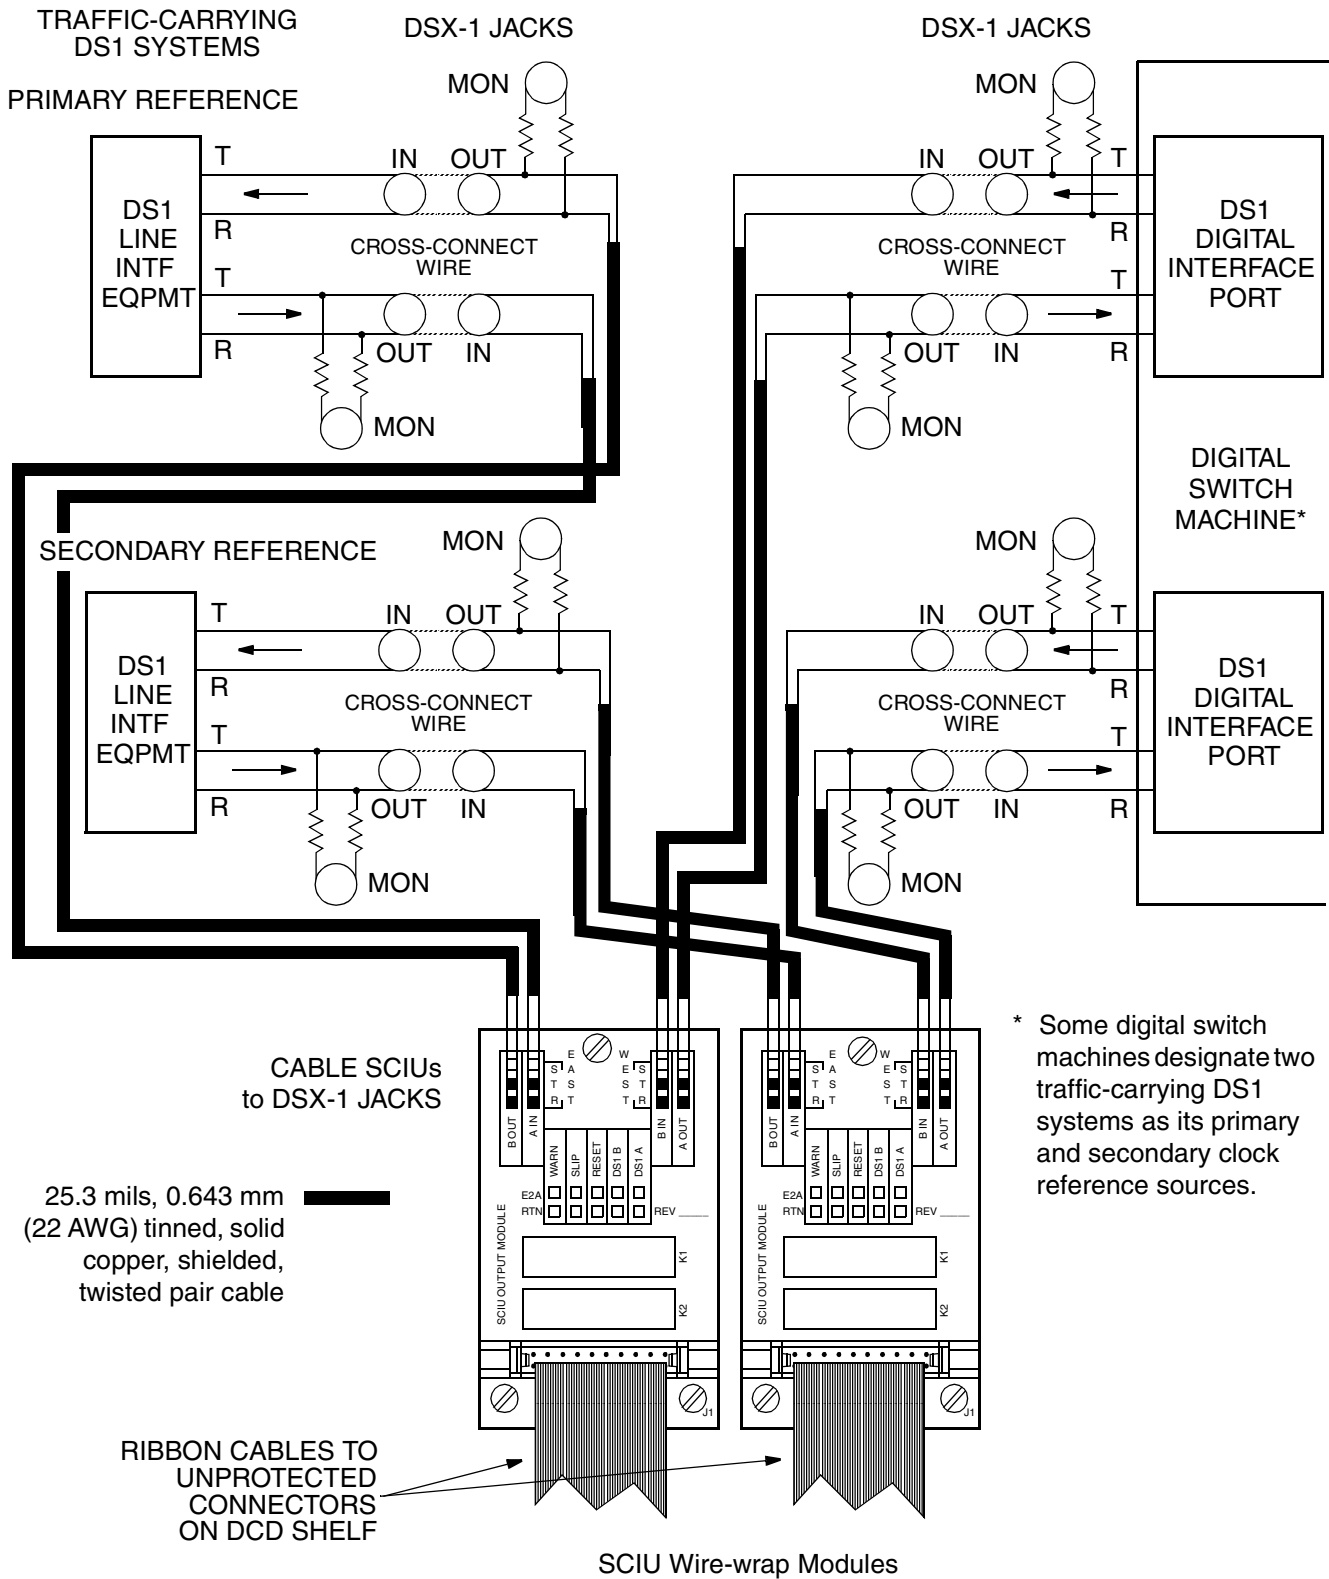 TRAFFIC-CARRYING
DS1 SYSTEMS
DSX-1 JACKS
DSX-1 JACKS
PRIMARY REFERENCE
MON
MON
T
IN
OUT
IN
OUT
T
DS1
LINE
INTF
EQPMT
R
CROSS-CONNECT
WIRE
T
R
OUT
IN
MON
CROSS-CONNECT
WIRE
R
T
R
OUT
IN
MON
DS1
DIGITAL
INTERFACE
PORT
DIGITAL
SWITCH
MACHINE*
SECONDARY REFERENCE
MON
MON
T
IN
OUT
IN
OUT
T
DS1
LINE
INTF
EQPMT
R
CROSS-CONNECT
WIRE
T
R
OUT
IN
MON
CROSS-CONNECT
WIRE
R
T
R
OUT
IN
MON
DS1
DIGITAL
INTERFACE
PORT
CABLE SCIUs
to DSX-1 JACKS
25.3 mils, 0.643 mm
(22 AWG) tinned, solid
copper, shielded,
twisted pair cable
B OUT
A IN
S T R
EAST
WEST
S T R
B IN
A OUT
WARN
SLIP
RESET
DS1 B
DS1 A
E2A
RTN
REV _____
SCIU OUTPUT MODULE
K1
K2
J1
B OUT
A IN
S T R
EAST
WEST
S T R
B IN
A OUT
WARN
SLIP
RESET
DS1 B
DS1 A
E2A
RTN
REV _____
SCIU OUTPUT MODULE
K1
K2
J1
* Some digital switch
machines designate two
traffic-carrying DS1
systems as its primary
and secondary clock
reference sources.
RIBBON CABLES TO
UNPROTECTED
CONNECTORS
ON DCD SHELF
SCIU Wire-wrap Modules